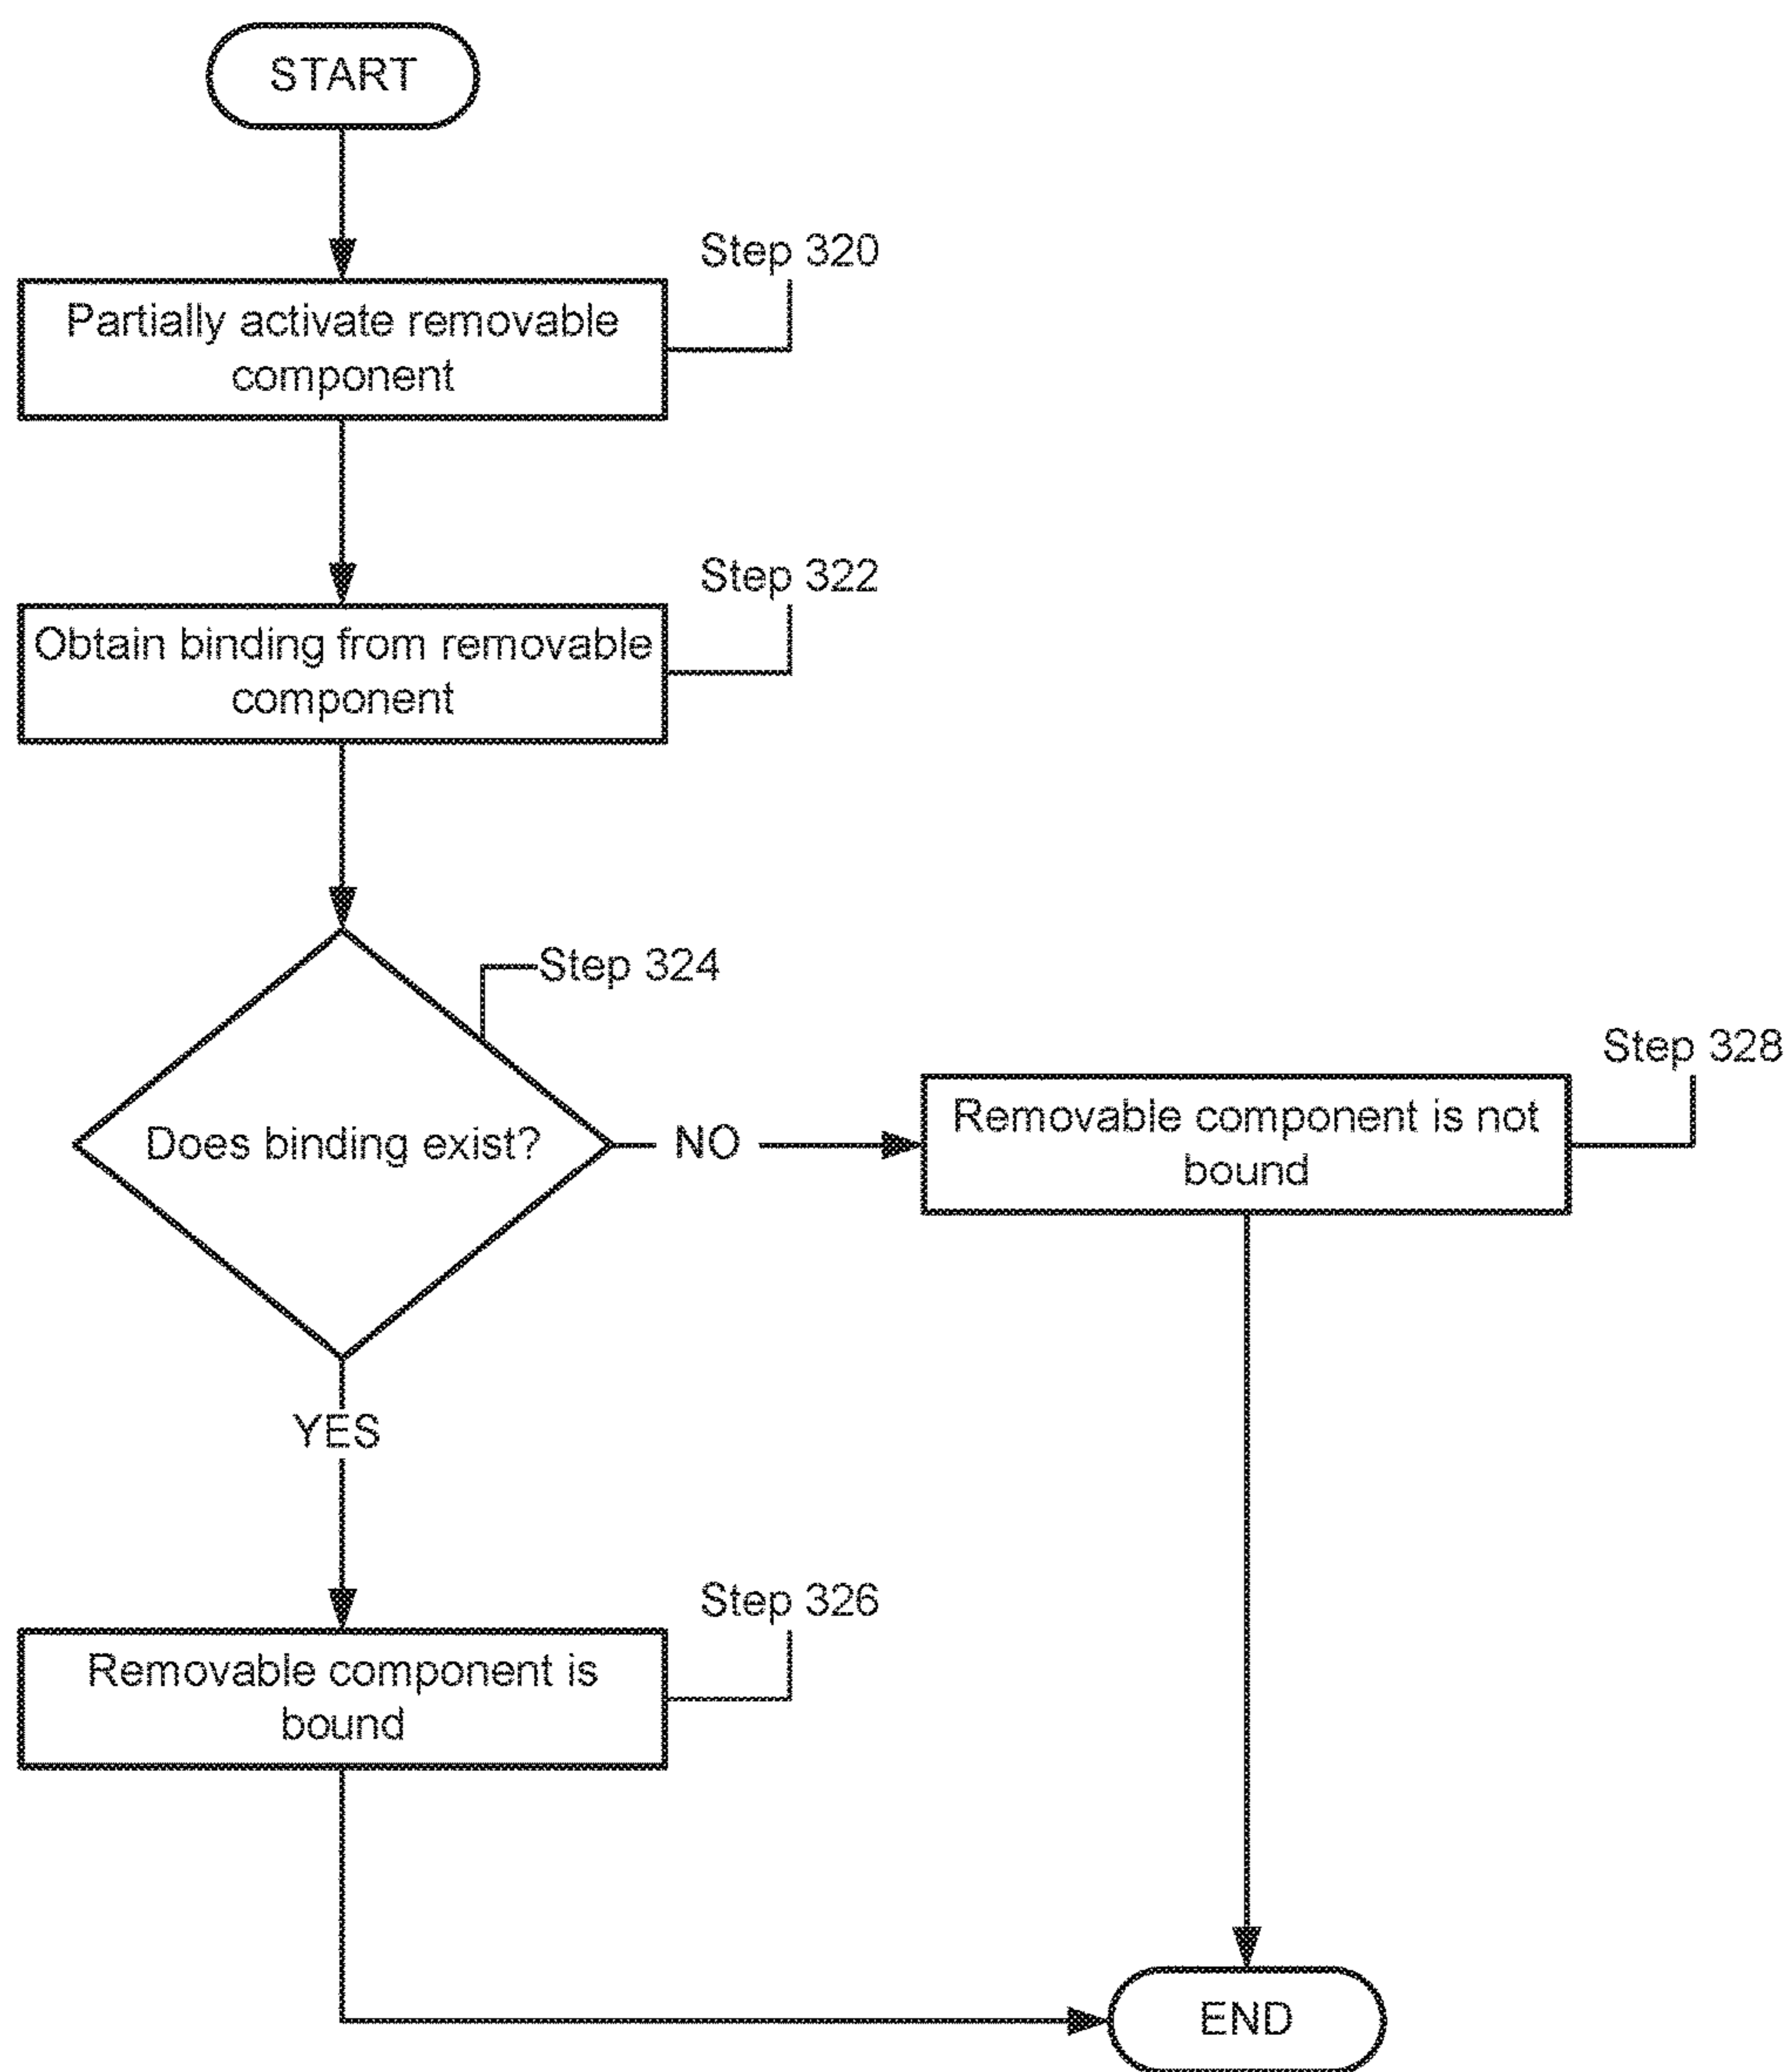 START
Step 320
Partially activate removable
component
Step 322
Obtain binding from removable
component
Step 324
Does binding exist?
NO
Step 328
Removable component is not
bound
YES
Step 326
Removable component is
bound
END